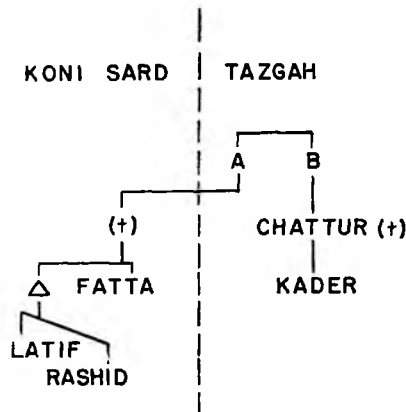 KONI SARD TAZGAH
A B
(+) CHATTUR (+)
FATTA KADER
LATIF
RASHID